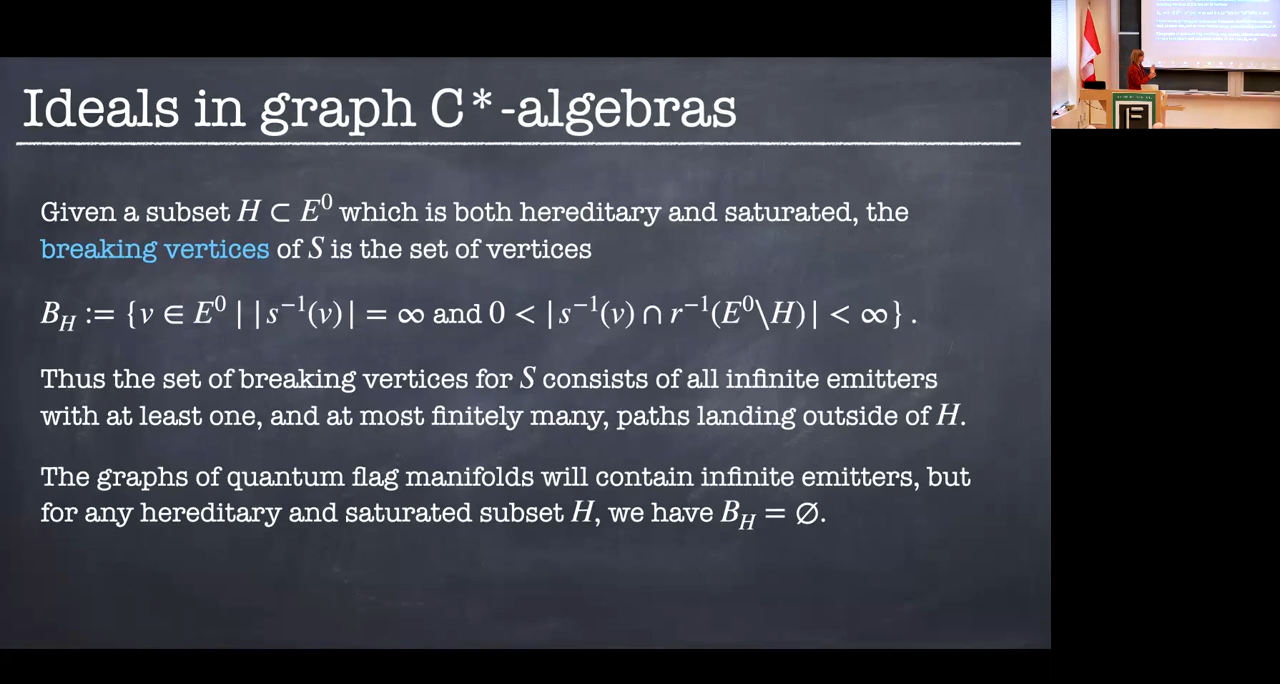 Ideals in graph C*-algebras
Given a subset H ⊂ E⁰ which is both hereditary and saturated, the
breaking vertices of S is the set of vertices
B_H := {v ∈ E⁰ | |s⁻¹(v)| = ∞ and 0 < |s⁻¹(v) ∩ r⁻¹(E⁰\H)| < ∞} .
Thus the set of breaking vertices for S consists of all infinite emitters
with at least one, and at most finitely many, paths landing outside of H.
The graphs of quantum flag manifolds will contain infinite emitters, but
for any hereditary and saturated subset H, we have B_H = ∅.